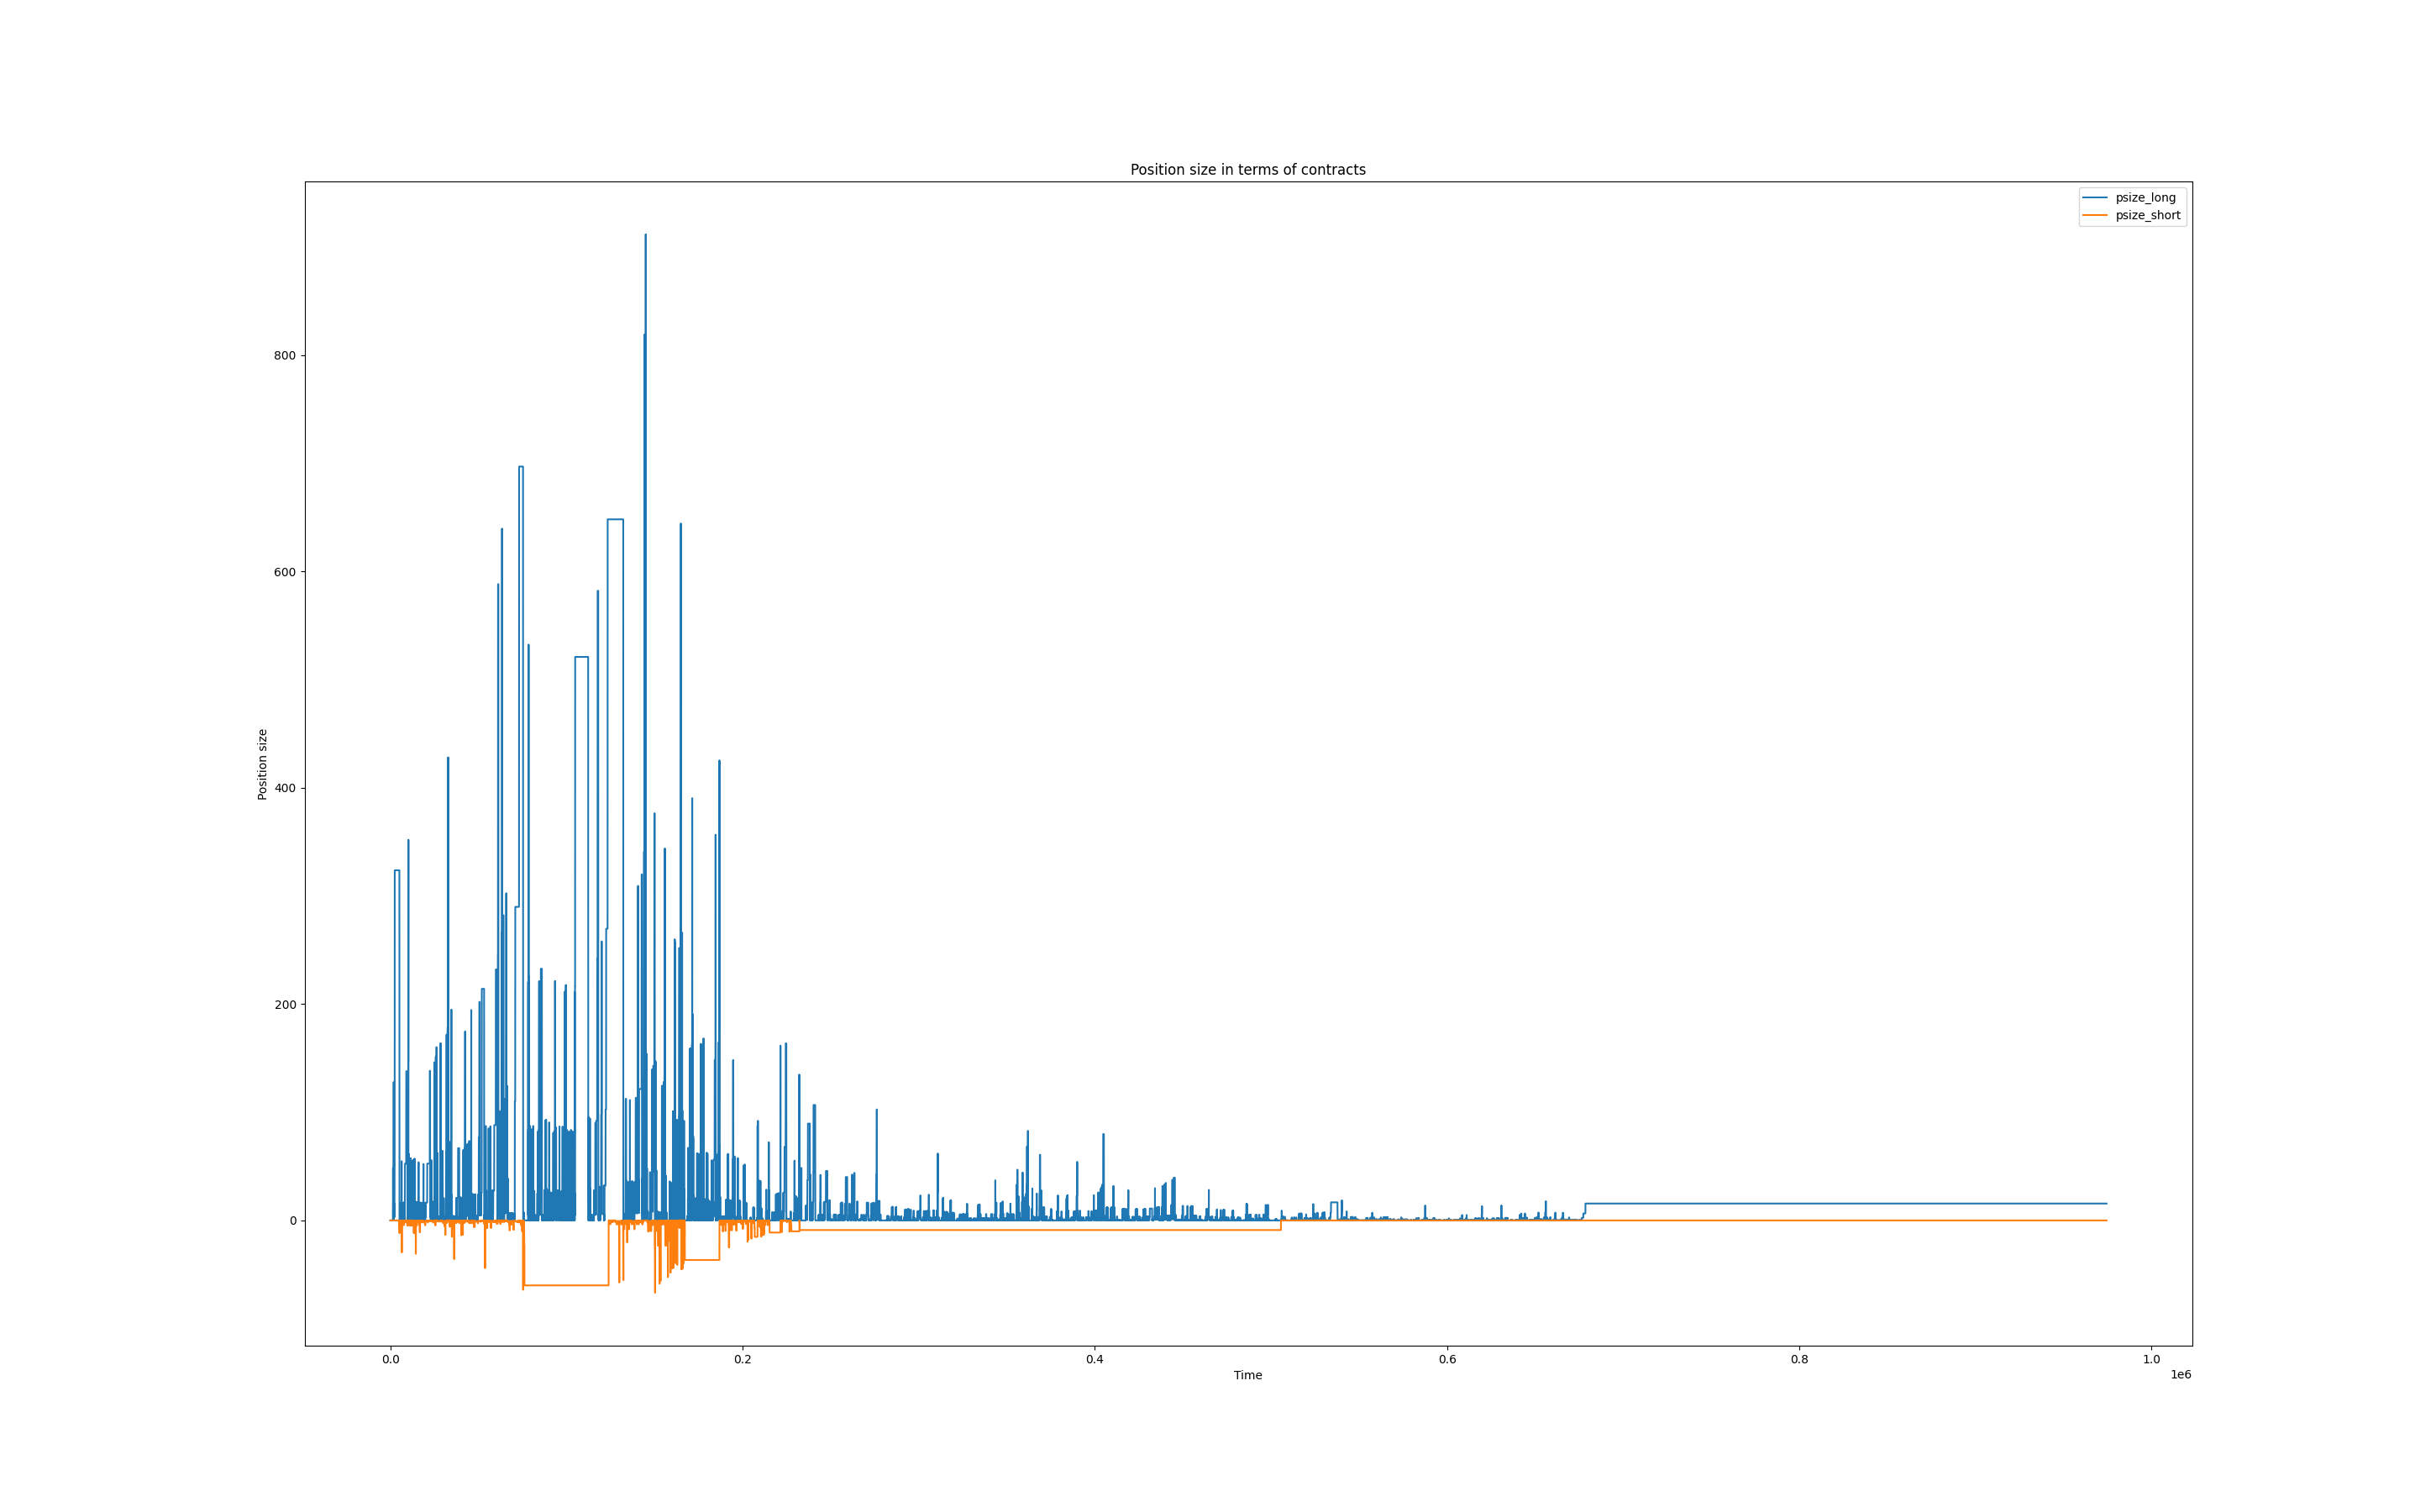 Position size in terms of contracts
psize_long
psize_short
Position size
800
600
400
200
0
0.0 0.2 0.4 0.6 0.8 1.0
Time
1e6